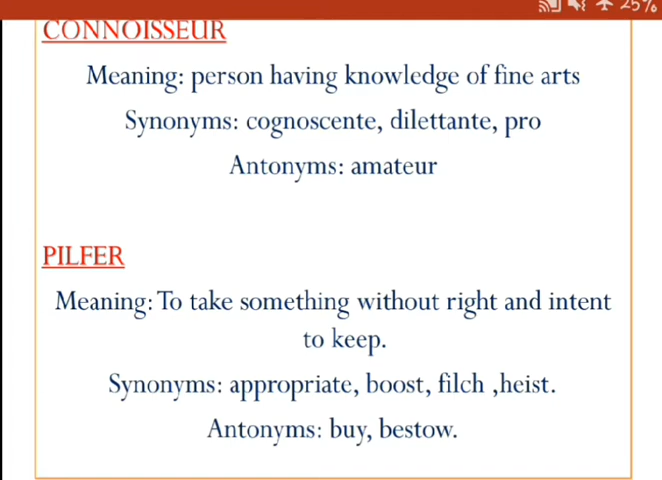 25%
CONNOISSEUR
Meaning: person having knowledge of fine arts
Synonyms: cognoscente, dilettante, pro
Antonyms: amateur
PILFER
Meaning: To take something without right and intent
to keep.
Synonyms: appropriate, boost, filch ,heist.
Antonyms: buy, bestow.